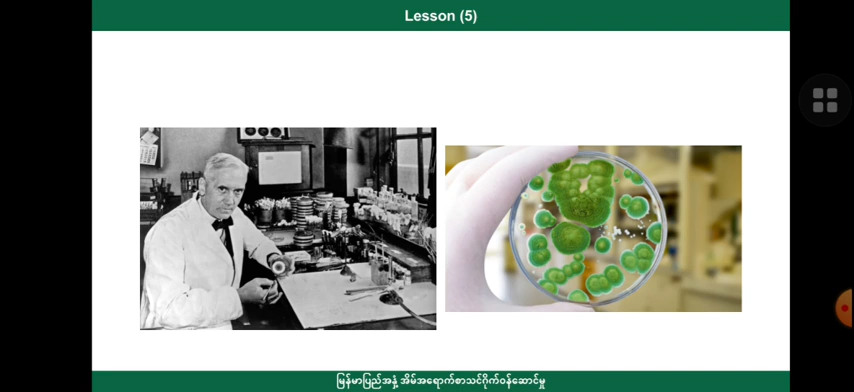 Lesson (5)
မြန်မာပြည်အနှံ့ အိမ်အရောက်စာသင်ဂိုက်ဝန်ဆောင်မှု